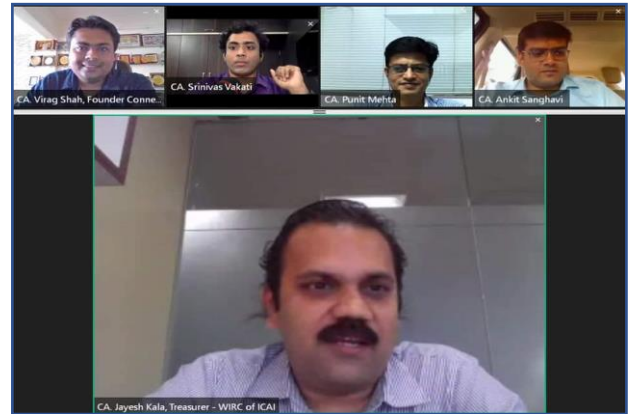 CA. Virag Shah, Founder Conne...
CA. Srinivas Vakati
CA. Punit Mehta
CA. Ankit Sanghavi
CA. Jayesh Kala, Treasurer - WIRC of ICAI